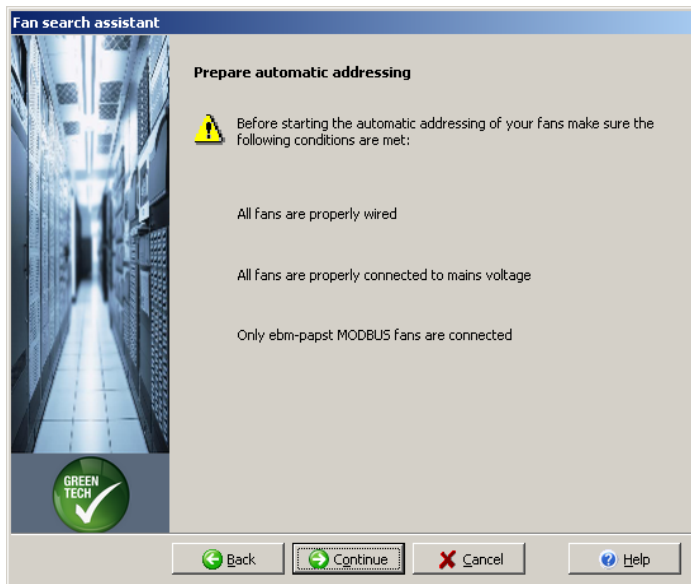 Fan search assistant
Prepare automatic addressing
Before starting the automatic addressing of your fans make sure the
following conditions are met:
All fans are properly wired
All fans are properly connected to mains voltage
Only ebm-papst MODBUS fans are connected
GREEN
TECH
Back
Continue
Cancel
Help